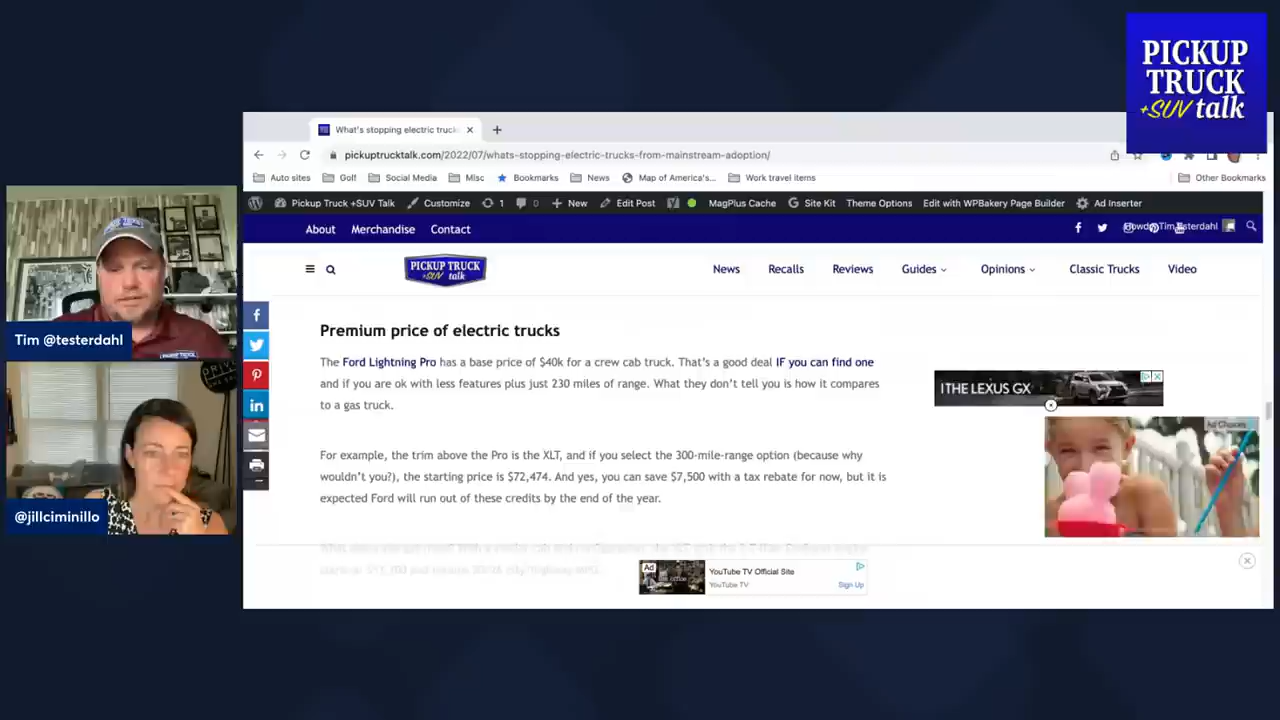 PICKUP
TRUCK
+SUV talk
What's stopping electric truck
pickuptrucktalk.com/2022/07/whats-stopping-electric-trucks-from-mainstream-adoption/
Auto sites
Golf
Social Media
Misc
Bookmarks
News
Map of America's...
Work travel items
Other Bookmarks
Pickup Truck +SUV Talk
Customize
1
0
New
Edit Post
MagPlus Cache
Site Kit
Theme Options
Edit with WPBakery Page Builder
Ad Inserter
About
Merchandise
Contact
Howdy, Tim Esterdahl
PICKUP TRUCK
+SUV talk
News
Recalls
Reviews
Guides
Opinions
Classic Trucks
Video
Tim @testerdahl
@jillciminillo
Premium price of electric trucks
The Ford Lightning Pro has a base price of $40k for a crew cab truck. That's a good deal IF you can find one
and if you are ok with less features plus just 230 miles of range. What they don't tell you is how it compares
to a gas truck.
For example, the trim above the Pro is the XLT, and if you select the 300-mile-range option (because why
wouldn't you?), the starting price is $72,474. And yes, you can save $7,500 with a tax rebate for now, but it is
expected Ford will run out of these credits by the end of the year.
THE LEXUS GX
Ad Choices
Ad
YouTube TV Official Site
YouTube TV
Sign Up